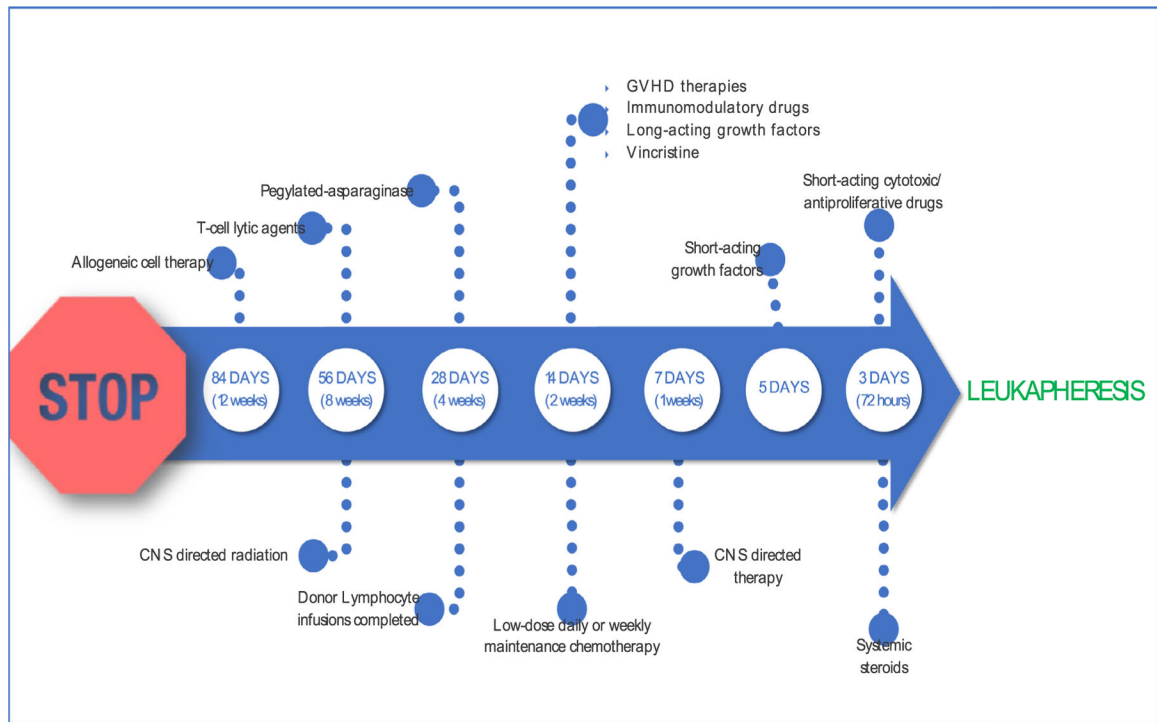 GVHD therapies
Immunomodulatory drugs
Long-acting growth factors
Vincristine
Pegylated-asparaginase
Short-acting cytotoxic/
antiproliferative drugs
T-cell lytic agents
Short-acting
growth factors
Allogeneic cell therapy
STOP
84 DAYS
(12 weeks)
56 DAYS
(8 weeks)
28 DAYS
(4 weeks)
14 DAYS
(2 weeks)
7 DAYS
(1weeks)
5 DAYS
3 DAYS
(72 hours)
LEUKAPHERESIS
CNS directed radiation
CNS directed
therapy
Donor Lymphocyte
infusions completed
Low-dose daily or weekly
maintenance chemotherapy
Systemic
steroids